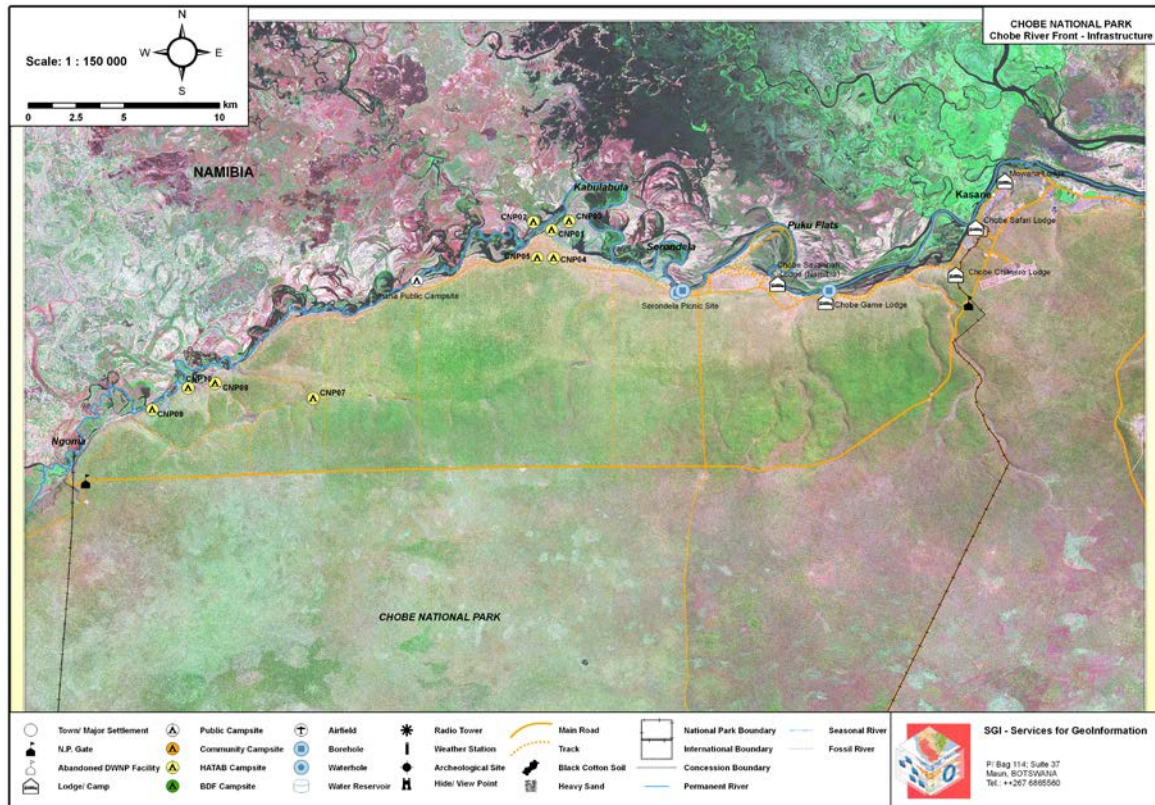 N
W
E
S
Scale: 1 : 150 000
km
0
2.5
5
10
CHOBE NATIONAL PARK
Chobe River Front - Infrastructure
NAMIBIA
Kabulabula
CNP02
CNP03
CNP01
CNP05
CNP04
Serondela
Puku Flats
Kasane
Mowana Lodge
Chobe Safari Lodge
Chobe Savannah
Lodge (Namibia)
Chobe Chilwero Lodge
Ihaha Public Campsite
Serondela Picnic Site
Chobe Game Lodge
CNP10
CNP08
CNP07
CNP09
Ngoma
CHOBE NATIONAL PARK
Town/ Major Settlement
N.P. Gate
Abandoned DWNP Facility
Lodge/ Camp
Public Campsite
Community Campsite
HATAB Campsite
BDF Campsite
Airfield
Borehole
Waterhole
Water Reservoir
Radio Tower
Weather Station
Archeological Site
Hide/ View Point
Main Road
Track
Black Cotton Soil
Heavy Sand
National Park Boundary
International Boundary
Concession Boundary
Permanent River
Seasonal River
Fossil River
SGI - Services for GeoInformation
P/ Bag 114; Suite 37
Maun, BOTSWANA
Tel.: ++267 6865560